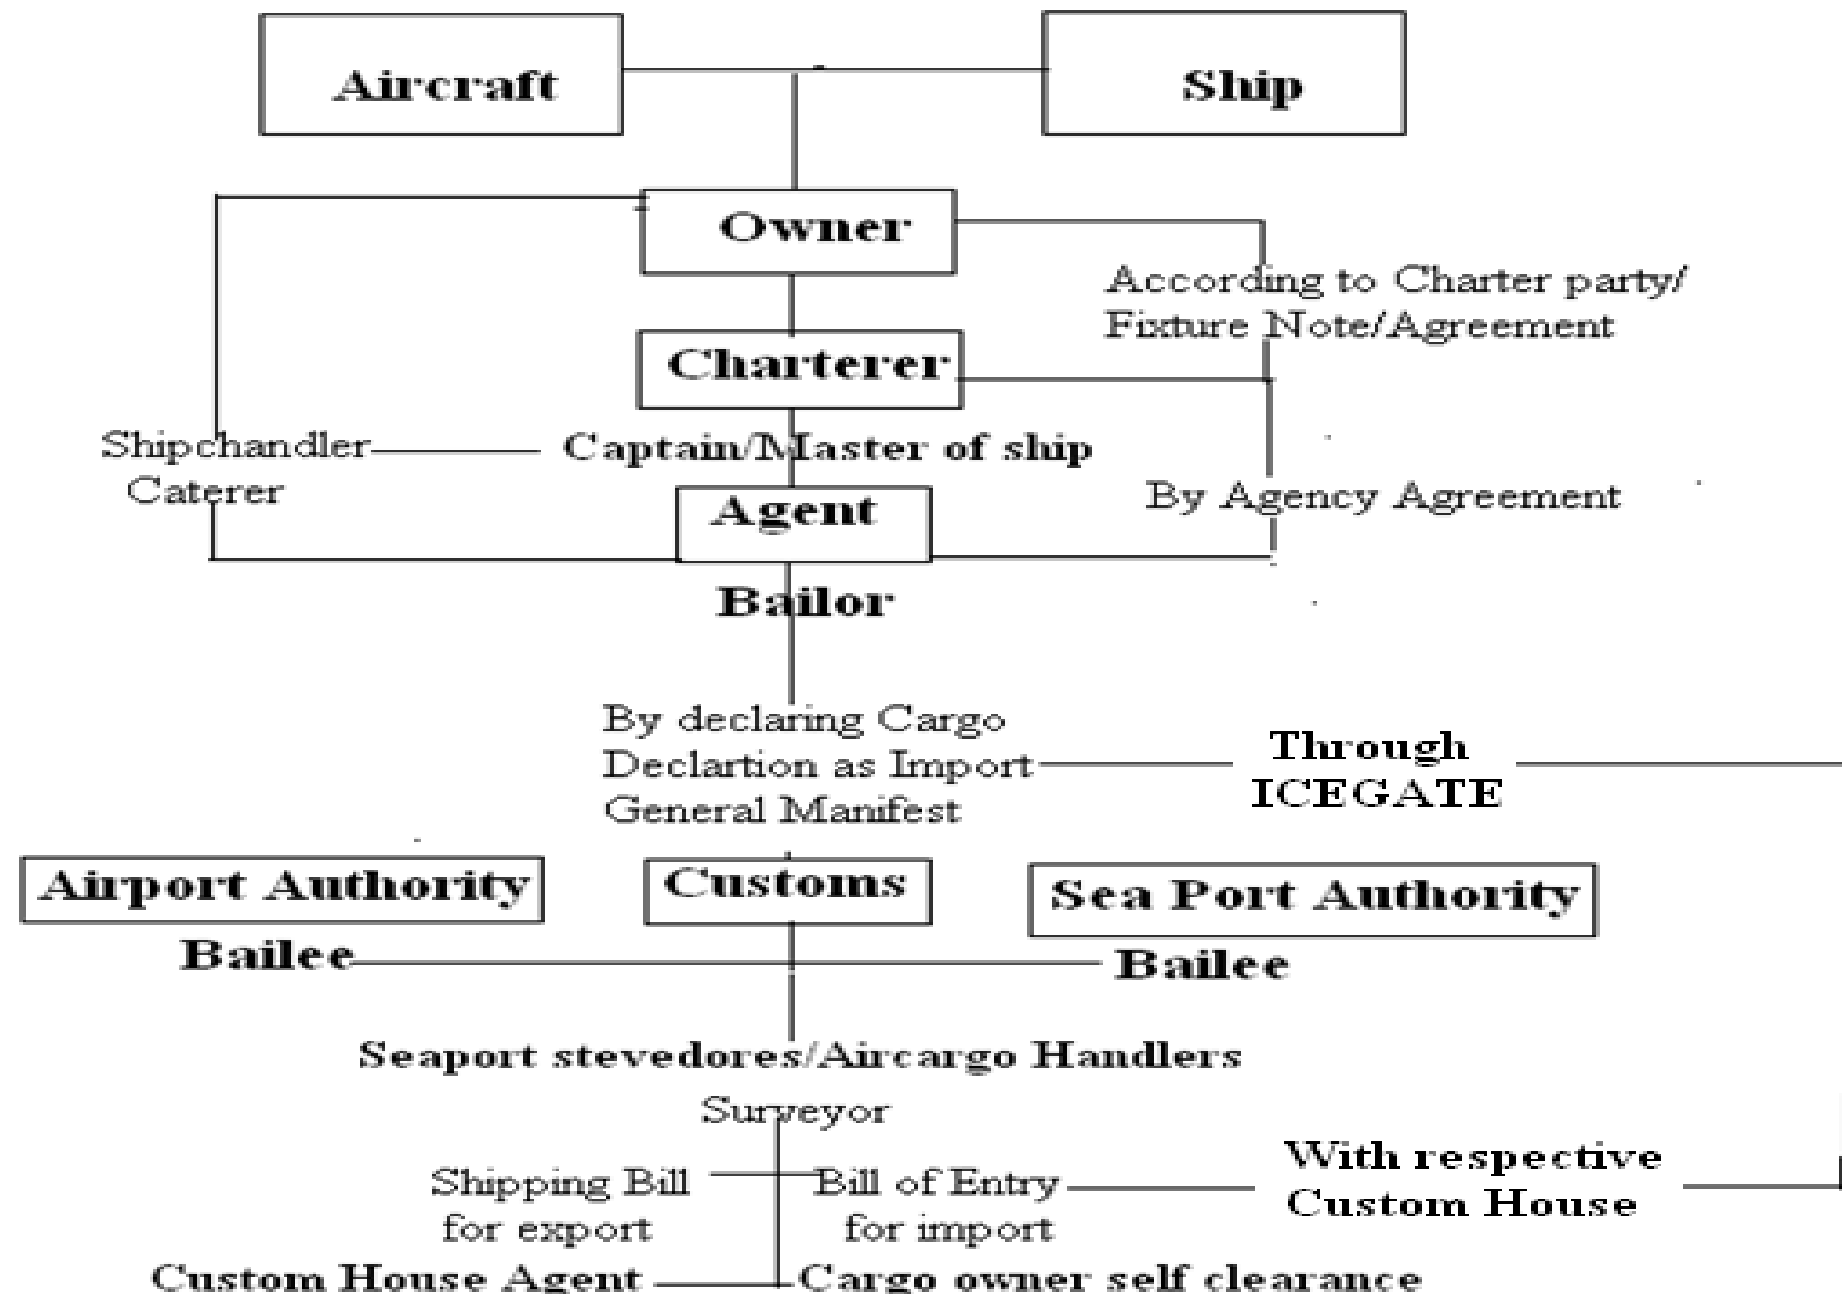 Aircraft
Ship
Owner
According to Charter party/
Fixture Note/Agreement
Charterer
Shipchandler
Caterer
Captain/Master of ship
Agent
By Agency Agreement
Bailor
By declaring Cargo
Declartion as Import
General Manifest
Through
ICEGATE
Airport Authority
Customs
Sea Port Authority
Bailee
Bailee
Seaport stevedores/Aircargo Handlers
Surveyor
Shipping Bill
for export
Bill of Entry
for import
With respective
Custom House
Custom House Agent
Cargo owner self clearance